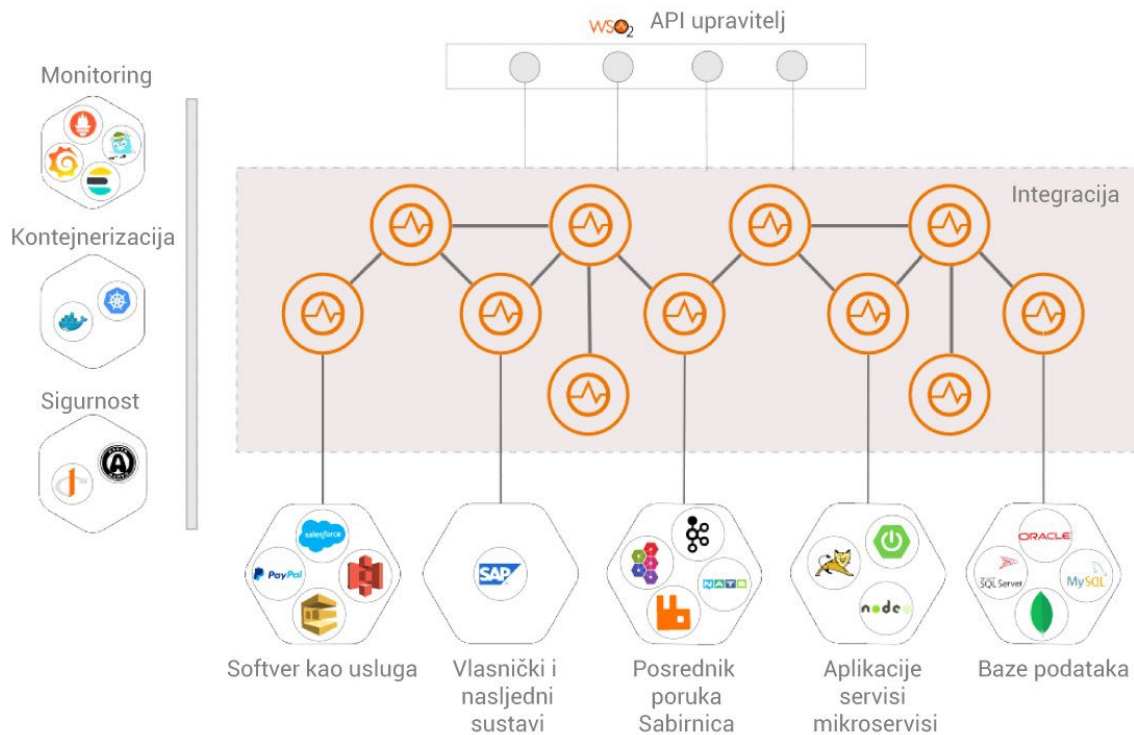 WSO2 API upravitelj
Monitoring
Integracija
Kontejnerizacija
Sigurnost
salesforce
PayPal
SAP
NATS
node
ORACLE
SQL Server
MySQL
Softver kao usluga
Vlasnički i
nasljedni
sustavi
Posrednik
poruka
Sabirnica
Aplikacije
servisi
mikroservisi
Baze podataka